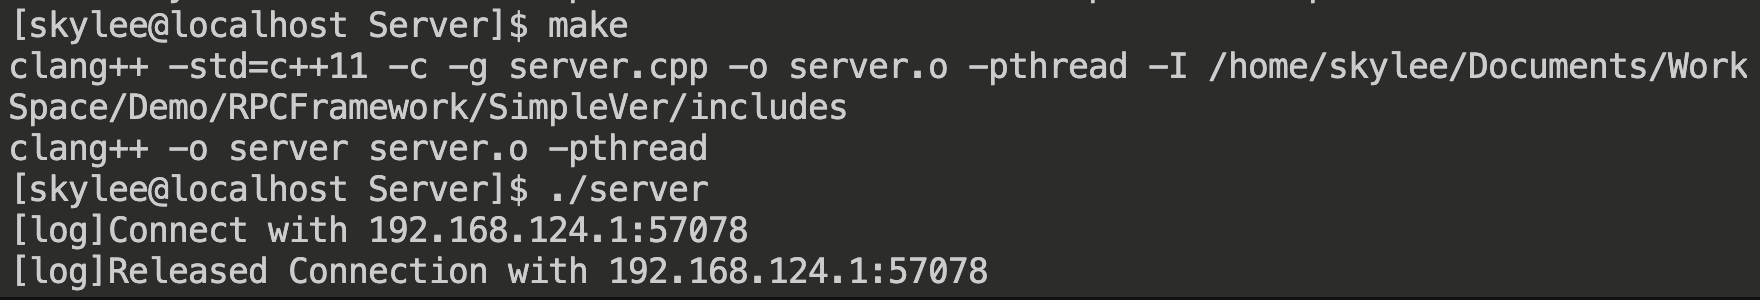 [skylee@localhost Server]$ make
clang++ -std=c++11 -c -g server.cpp -o server.o -pthread -I /home/skylee/Documents/Work
Space/Demo/RPCFramework/SimpleVer/includes
clang++ -o server server.o -pthread
[skylee@localhost Server]$ ./server
[log]Connect with 192.168.124.1:57078
[log]Released Connection with 192.168.124.1:57078